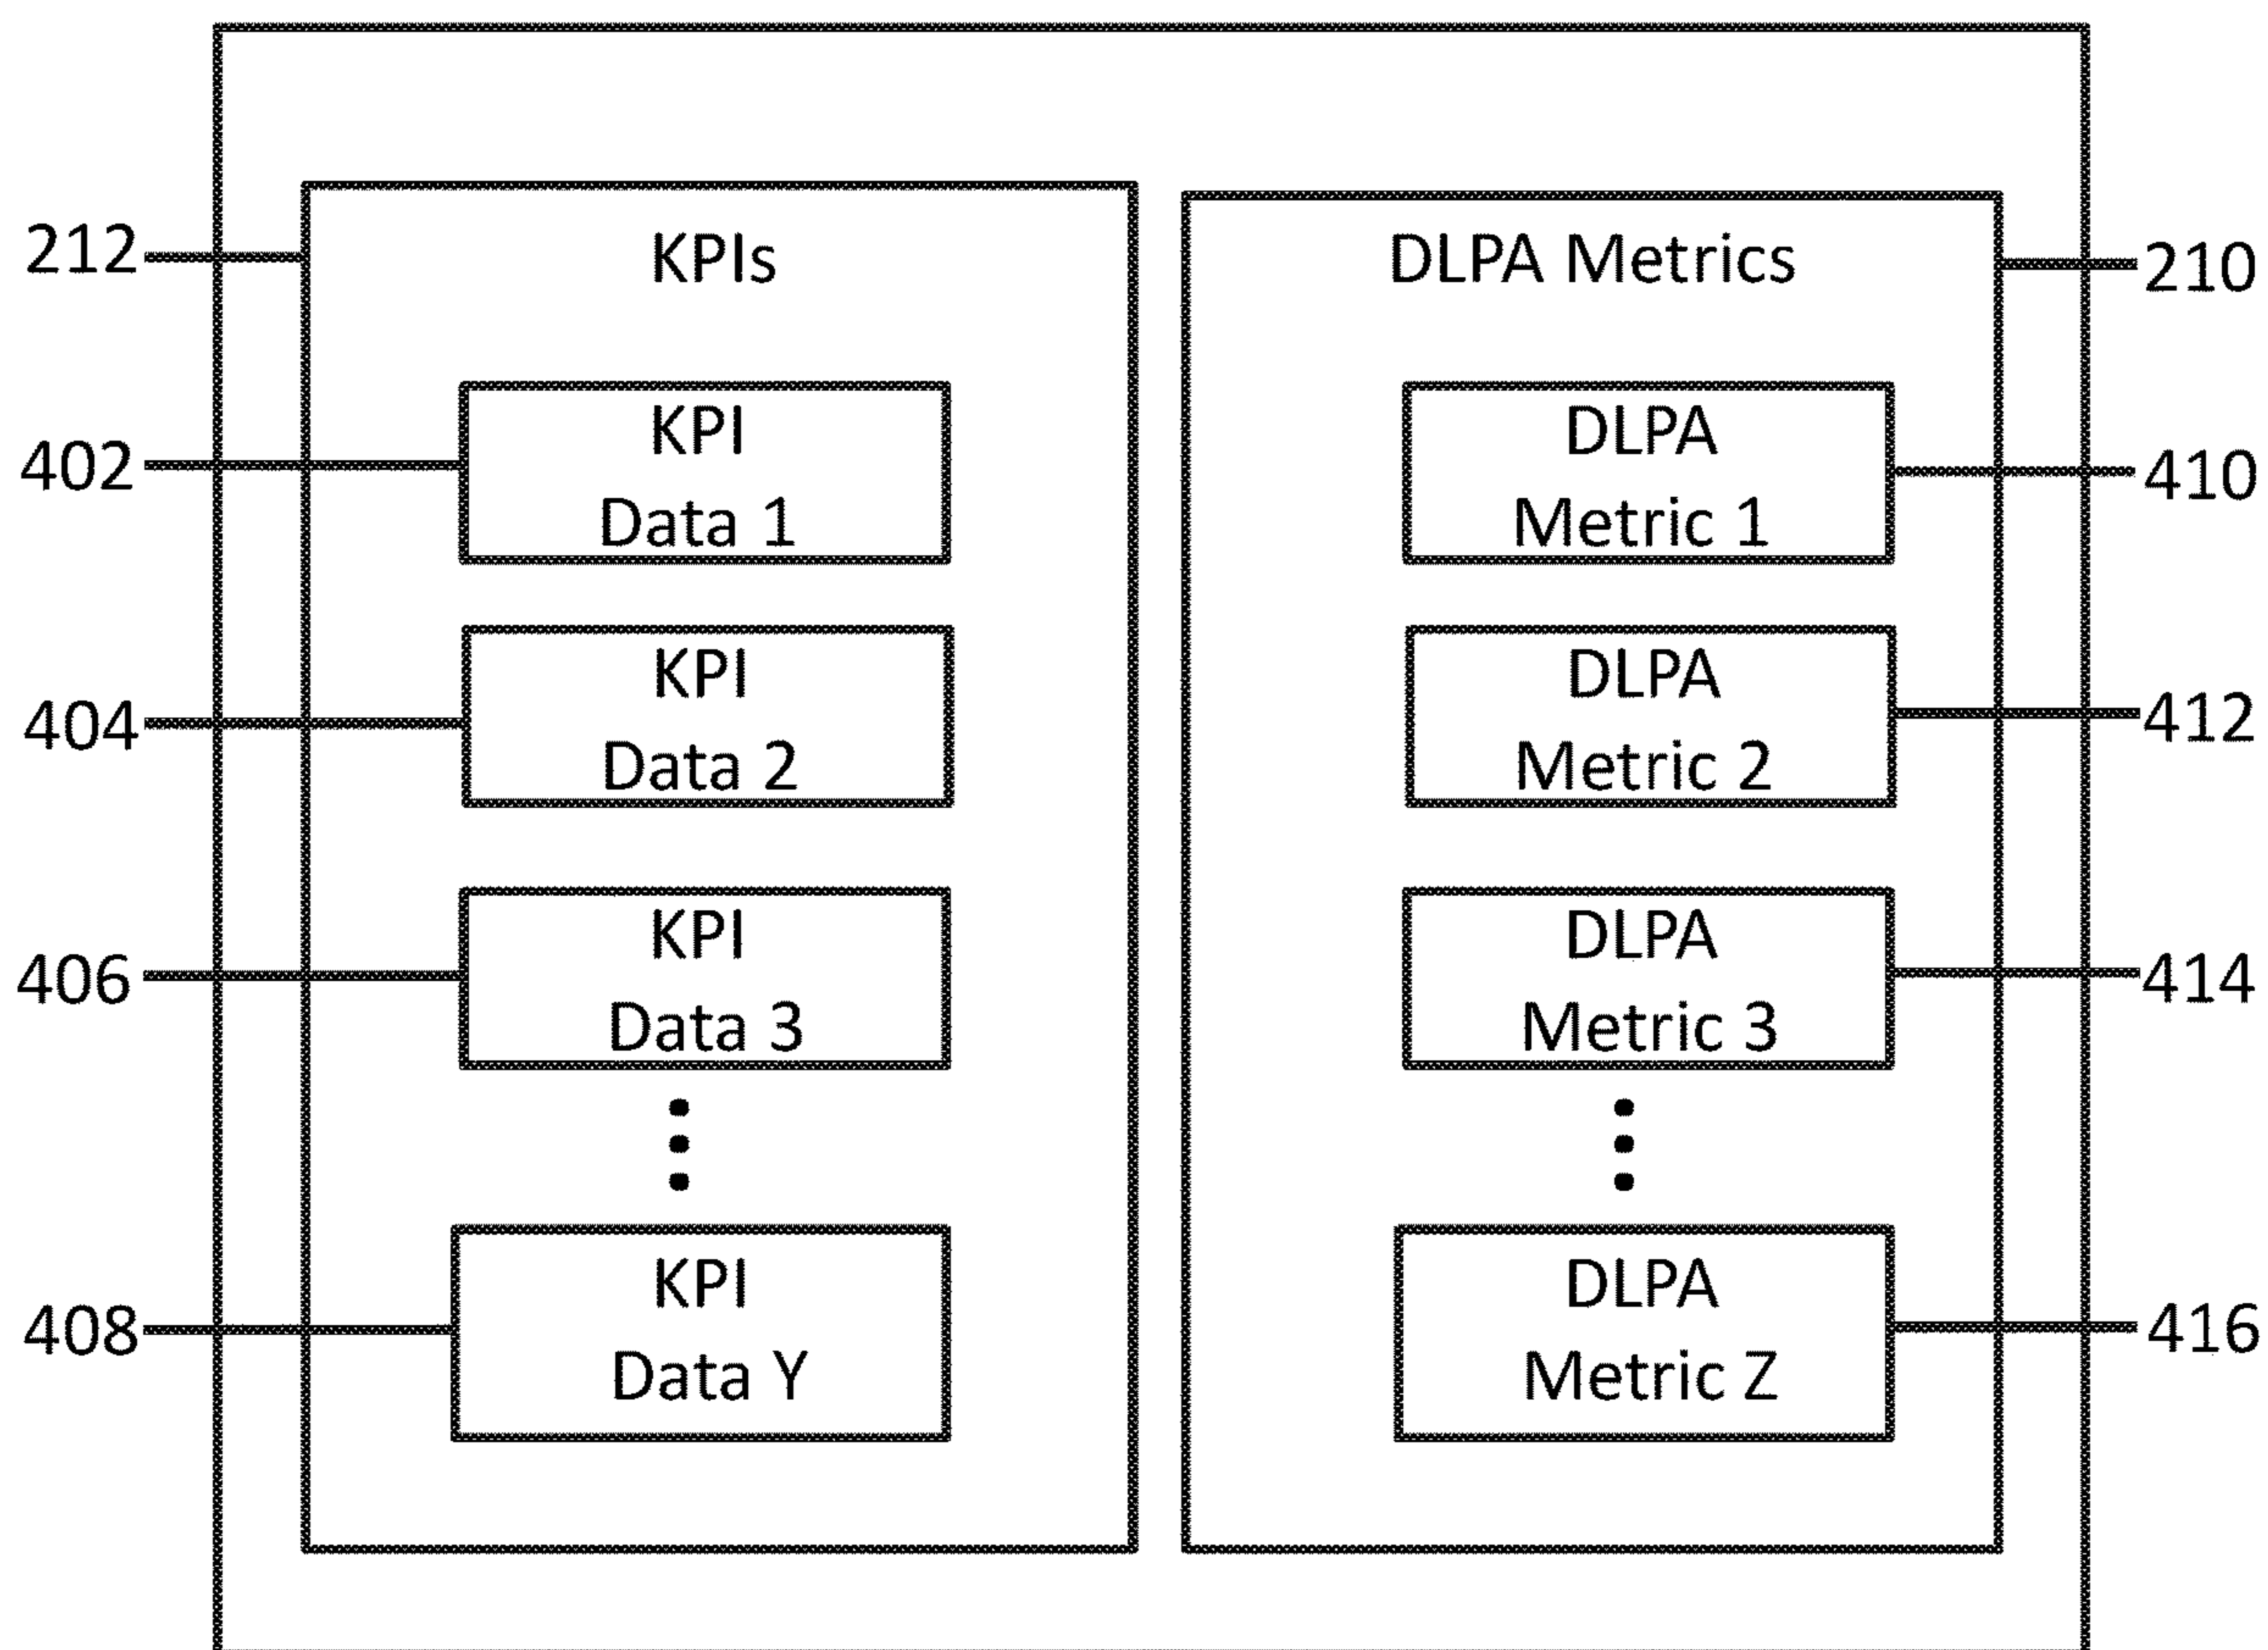 212
KPIs
DLPA Metrics
210
402
KPI
Data 1
DLPA
Metric 1
410
404
KPI
Data 2
DLPA
Metric 2
412
406
KPI
Data 3
DLPA
Metric 3
414
408
KPI
Data Y
DLPA
Metric Z
416